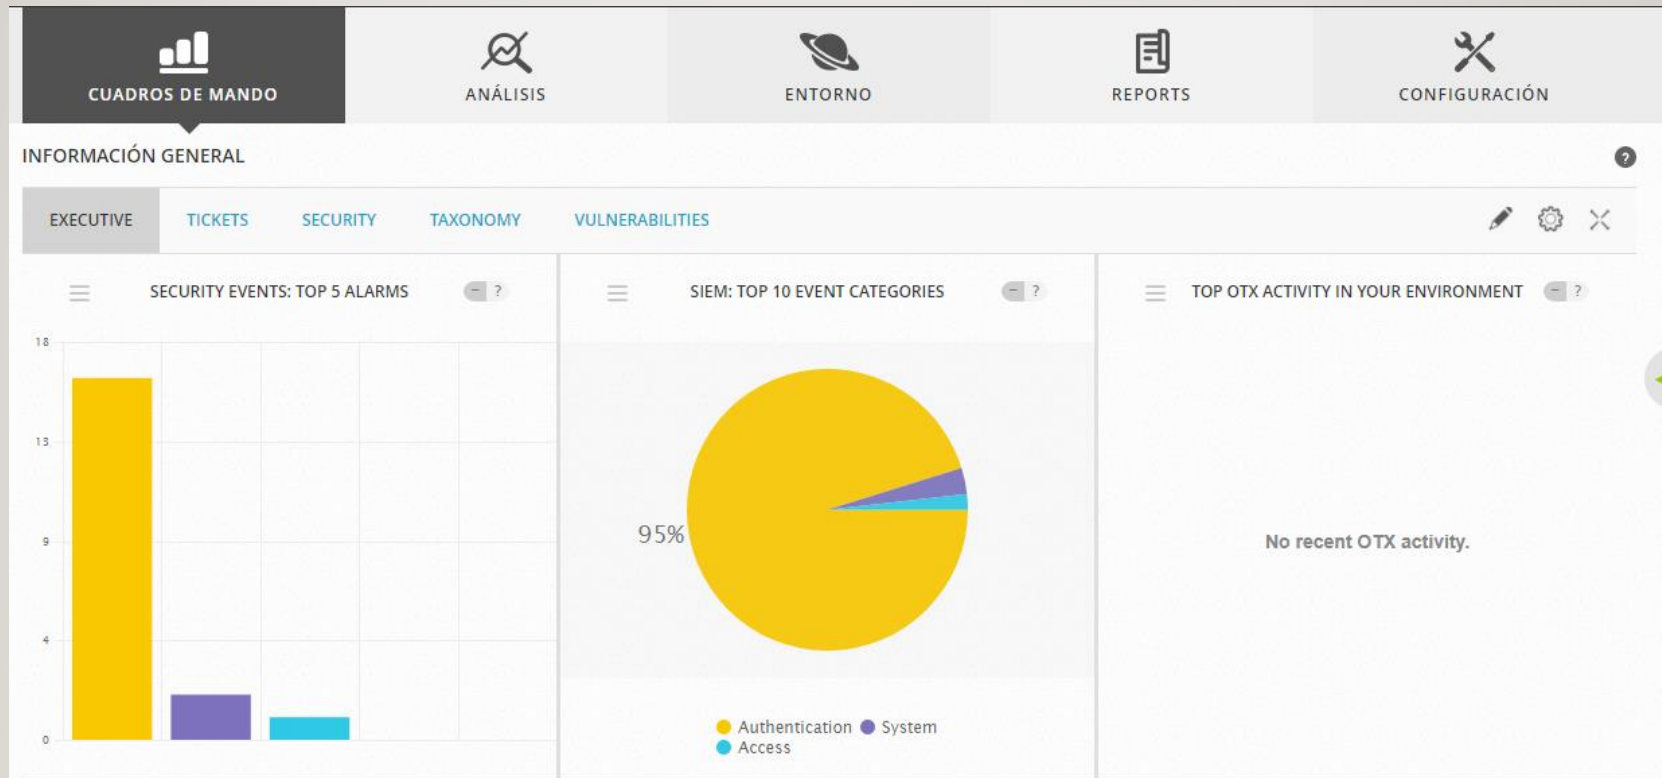 CUADROS DE MANDO
ANÁLISIS
ENTORNO
REPORTS
CONFIGURACIÓN
INFORMACIÓN GENERAL
?
EXECUTIVE
TICKETS
SECURITY
TAXONOMY
VULNERABILITIES
SECURITY EVENTS: TOP 5 ALARMS
− ?
18
13
9
4
0
SIEM: TOP 10 EVENT CATEGORIES
− ?
95%
Authentication
System
Access
TOP OTX ACTIVITY IN YOUR ENVIRONMENT
− ?
No recent OTX activity.